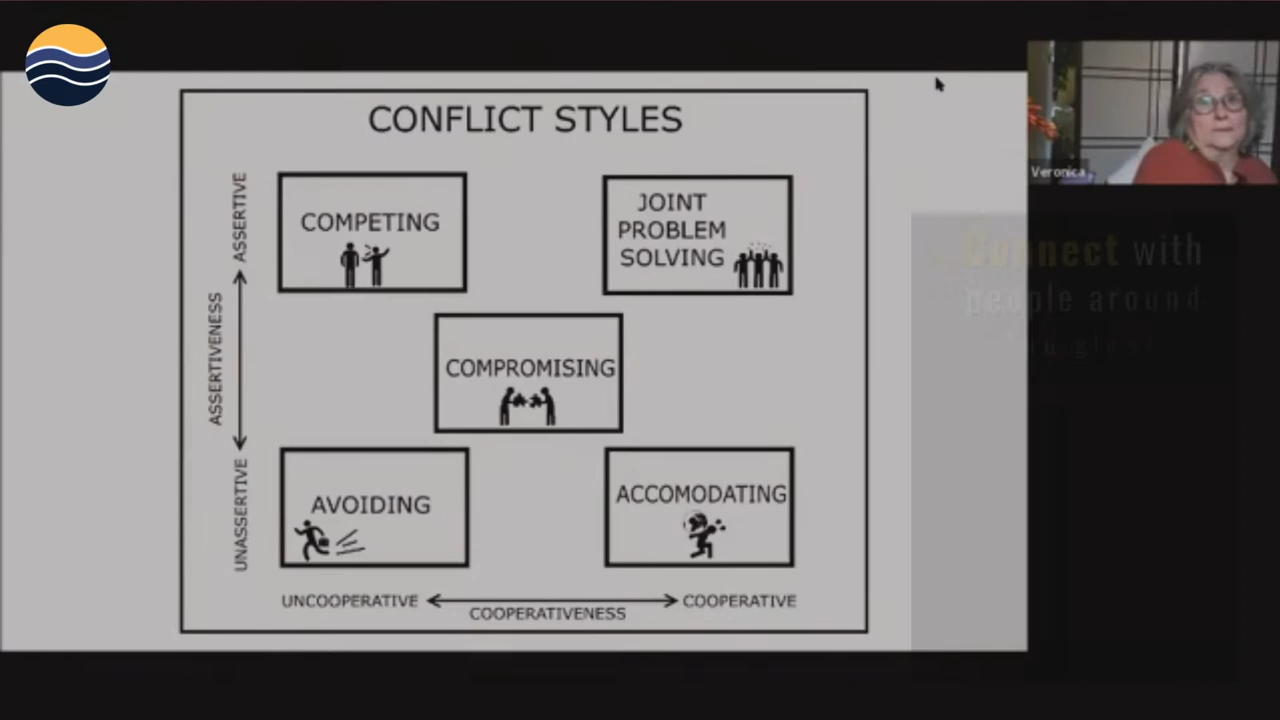 CONFLICT STYLES
ASSERTIVE
ASSERTIVENESS
UNASSERTIVE
COMPETING
JOINT
PROBLEM
SOLVING
COMPROMISING
AVOIDING
ACCOMODATING
UNCOOPERATIVE
COOPERATIVENESS
COOPERATIVE
Veronica
Connect with
people around